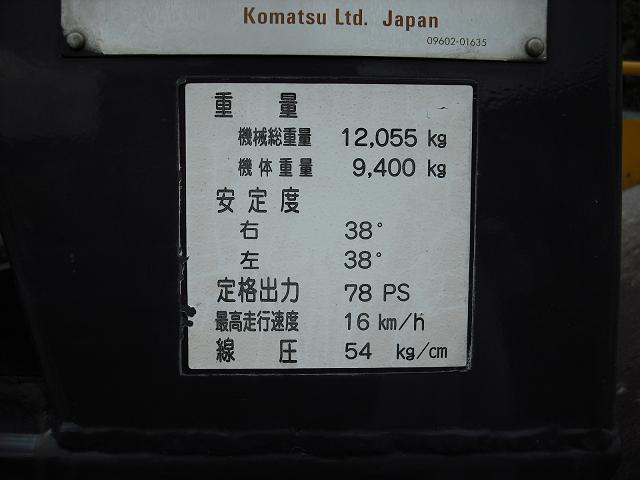 Komatsu Ltd. Japan
09602-01635
重量
機械総重量 12,055 kg
機体重量 9,400 kg
安定度
右 38°
左 38°
定格出力 78 PS
最高走行速度 16 km/h
線圧 54 kg/cm